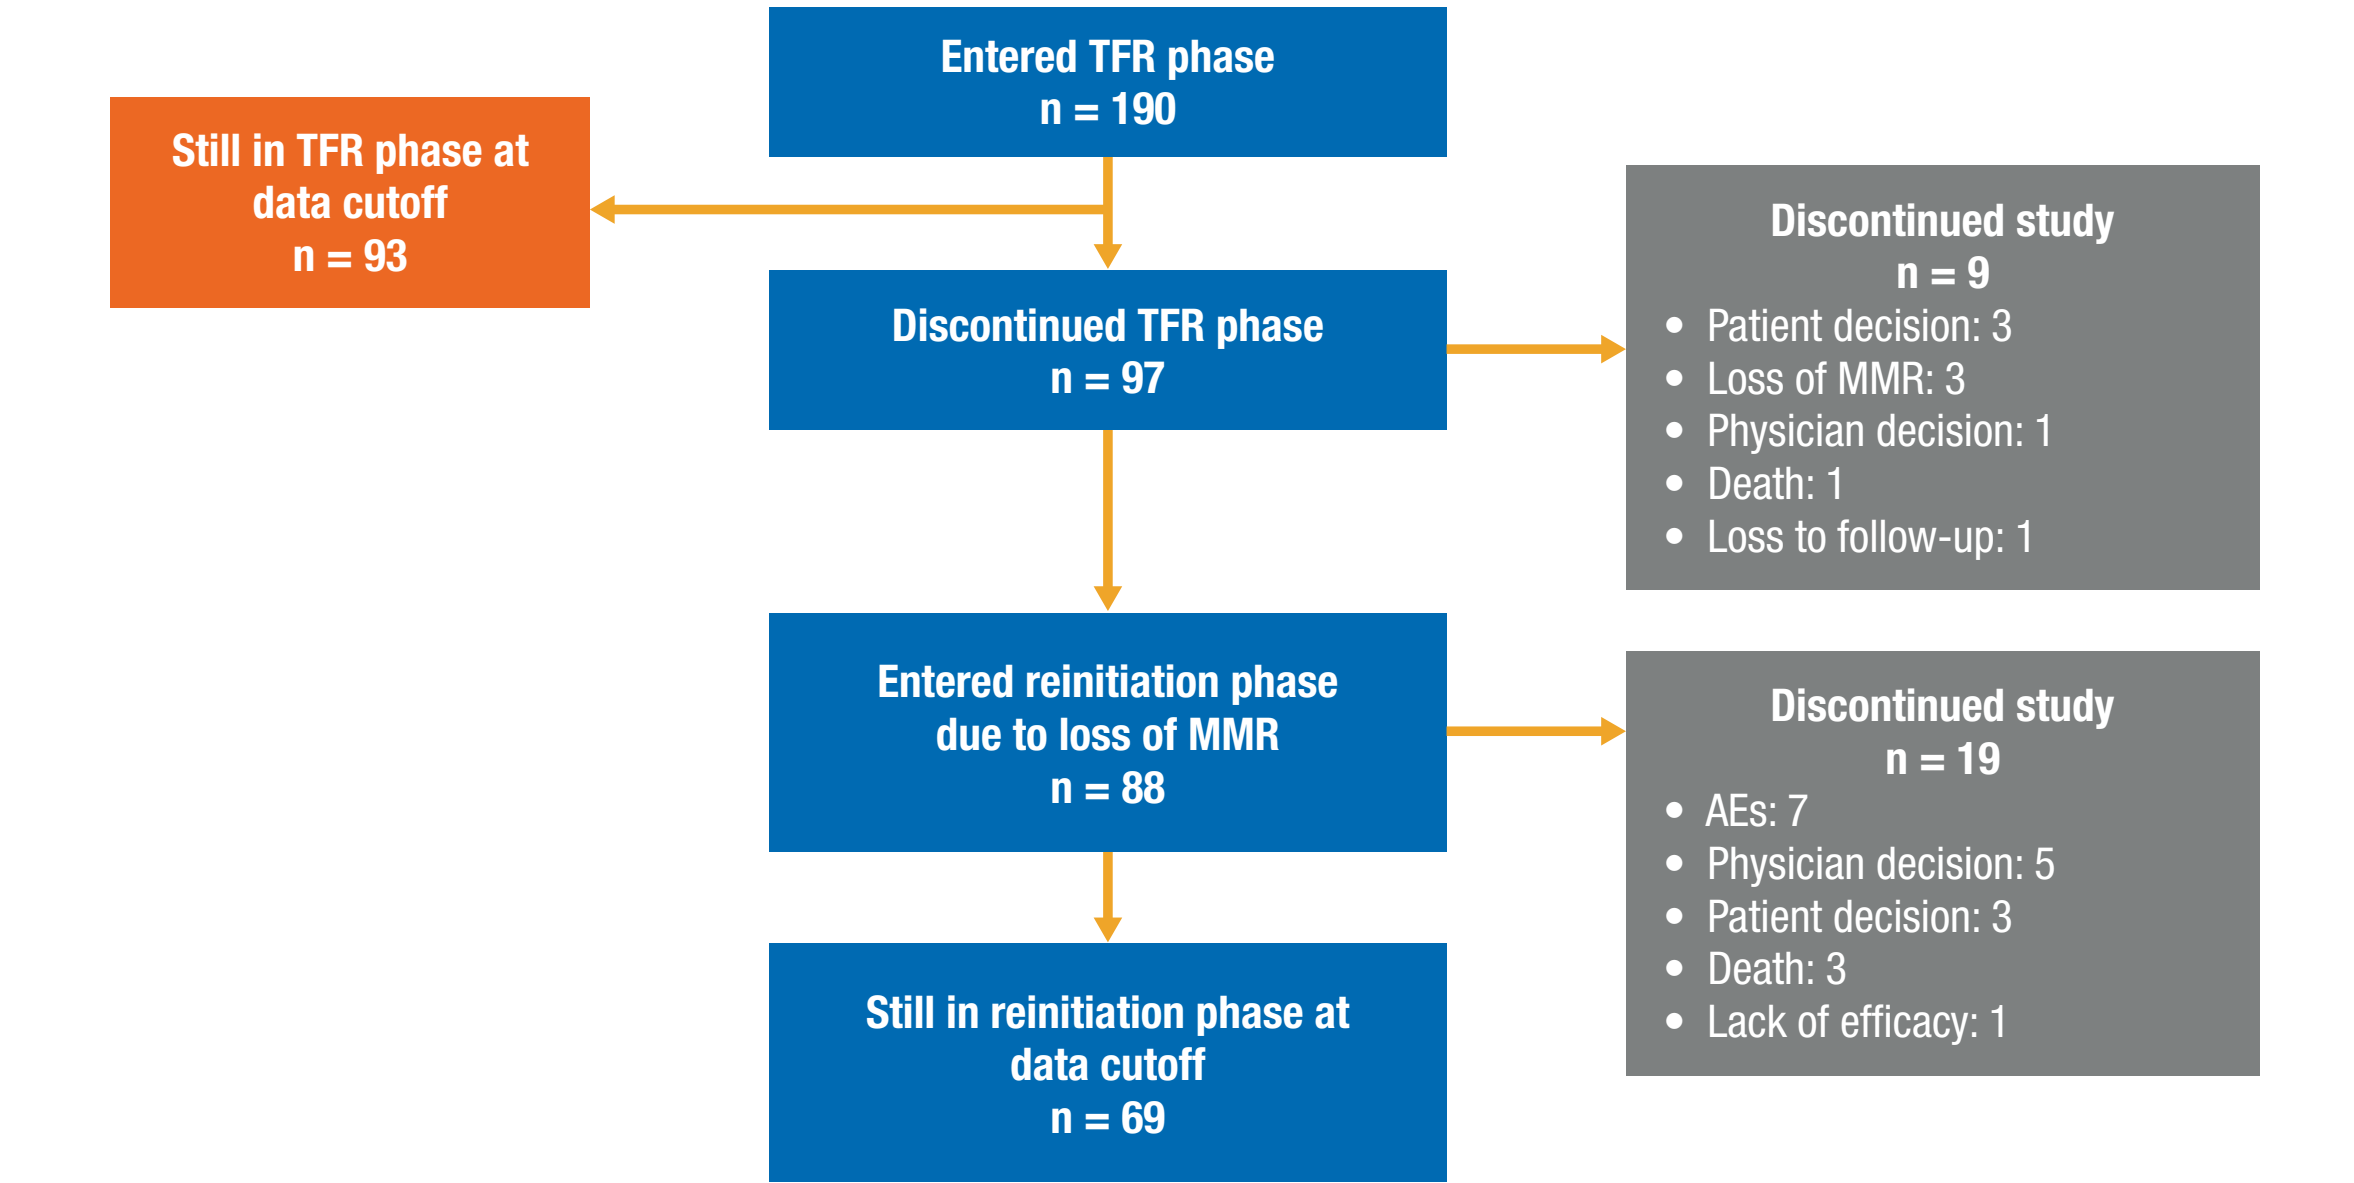 Entered TFR phase
n = 190
Still in TFR phase at
data cutoff
n = 93
Discontinued TFR phase
n = 97
Discontinued study
n = 9
• Patient decision: 3
• Loss of MMR: 3
• Physician decision: 1
• Death: 1
• Loss to follow-up: 1
Entered reinitiation phase
due to loss of MMR
n = 88
Discontinued study
n = 19
• AEs: 7
• Physician decision: 5
• Patient decision: 3
• Death: 3
• Lack of efficacy: 1
Still in reinitiation phase at
data cutoff
n = 69